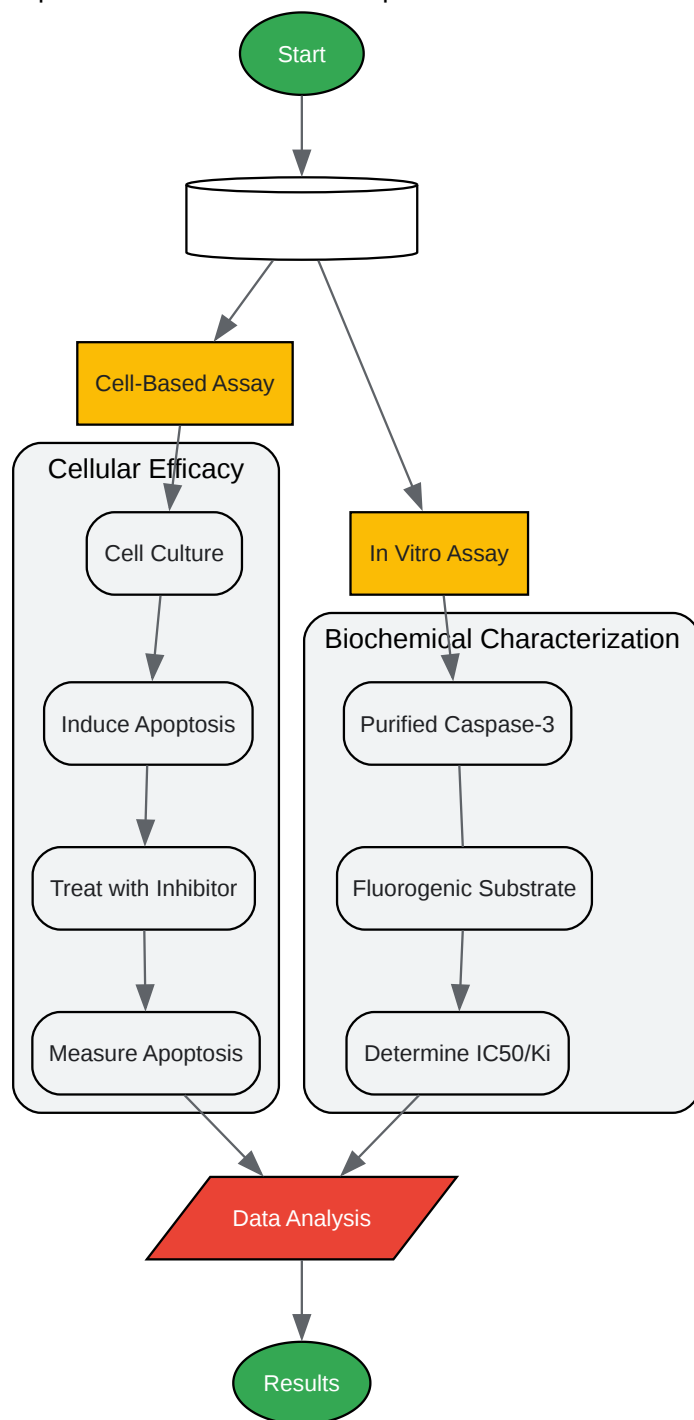 Start
Cell-Based Assay
Cellular Efficacy
Cell Culture
In Vitro Assay
Biochemical Characterization
Induce Apoptosis
Purified Caspase-3
Treat with Inhibitor
Fluorogenic Substrate
Measure Apoptosis
Determine IC50/Ki
Data Analysis
Results